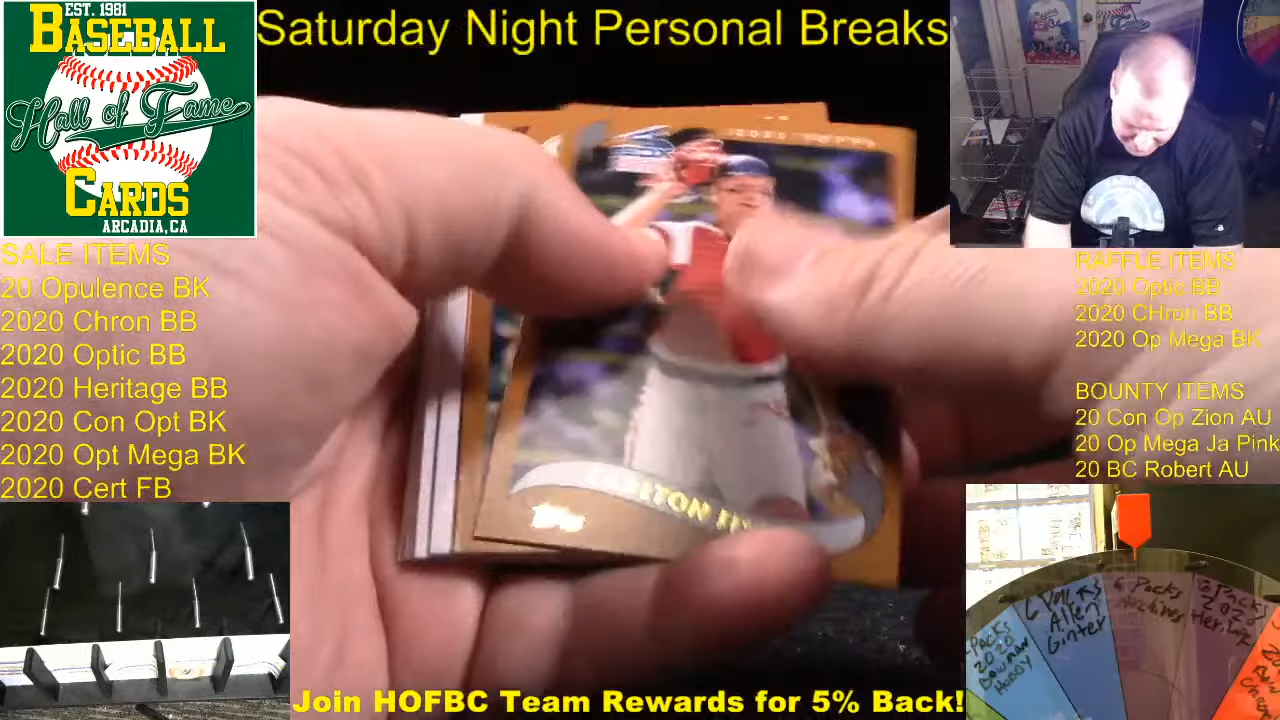 EST. 1981
BASEBALL
Hall of Fame
CARDS
ARCADIA, CA
Saturday Night Personal Breaks
SALE ITEMS
20 Opulence BK
2020 Chron BB
2020 Optic BB
2020 Heritage BB
2020 Con Opt BK
2020 Opt Mega BK
2020 Cert FB
RAFFLE ITEMS
2020 Optic BB
2020 CHron BB
2020 Op Mega BK
BOUNTY ITEMS
20 Con Op Zion AU
20 Op Mega Ja Pink
20 BC Robert AU
Topps
Packs
2020
Bowman
Hobby
6 Packs
Allen
Ginter
6 Packs
Archives
Packs
Heritage
Join HOFBC Team Rewards for 5% Back!